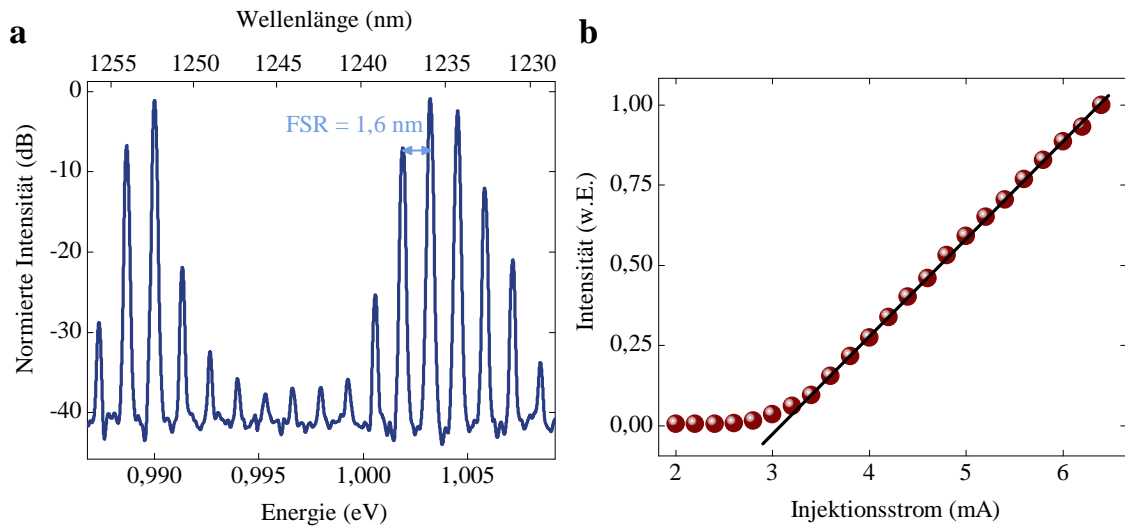 a
Wellenlänge (nm)
1255 1250 1245 1240 1235 1230
Normierte Intensität (dB)
0
-10
-20
-30
-40
FSR = 1,6 nm
0,990 0,995 1,000 1,005
Energie (eV)
b
Intensität (w.E.)
1,00
0,75
0,50
0,25
0,00
2 3 4 5 6
Injektionsstrom (mA)